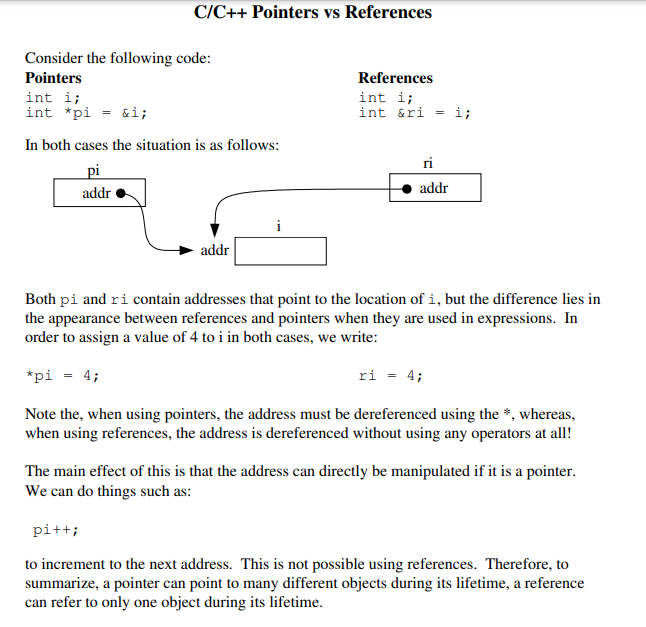 C/C++ Pointers vs References
Consider the following code:
Pointers References
int i; int i;
int *pi = &i; int &ri = i;
In both cases the situation is as follows:
pi ri
addr addr
i
addr
Both pi and ri contain addresses that point to the location of i, but the difference lies in
the appearance between references and pointers when they are used in expressions. In
order to assign a value of 4 to i in both cases, we write:
*pi = 4; ri = 4;
Note the, when using pointers, the address must be dereferenced using the *, whereas,
when using references, the address is dereferenced without using any operators at all!
The main effect of this is that the address can directly be manipulated if it is a pointer.
We can do things such as:
pi++;
to increment to the next address. This is not possible using references. Therefore, to
summarize, a pointer can point to many different objects during its lifetime, a reference
can refer to only one object during its lifetime.